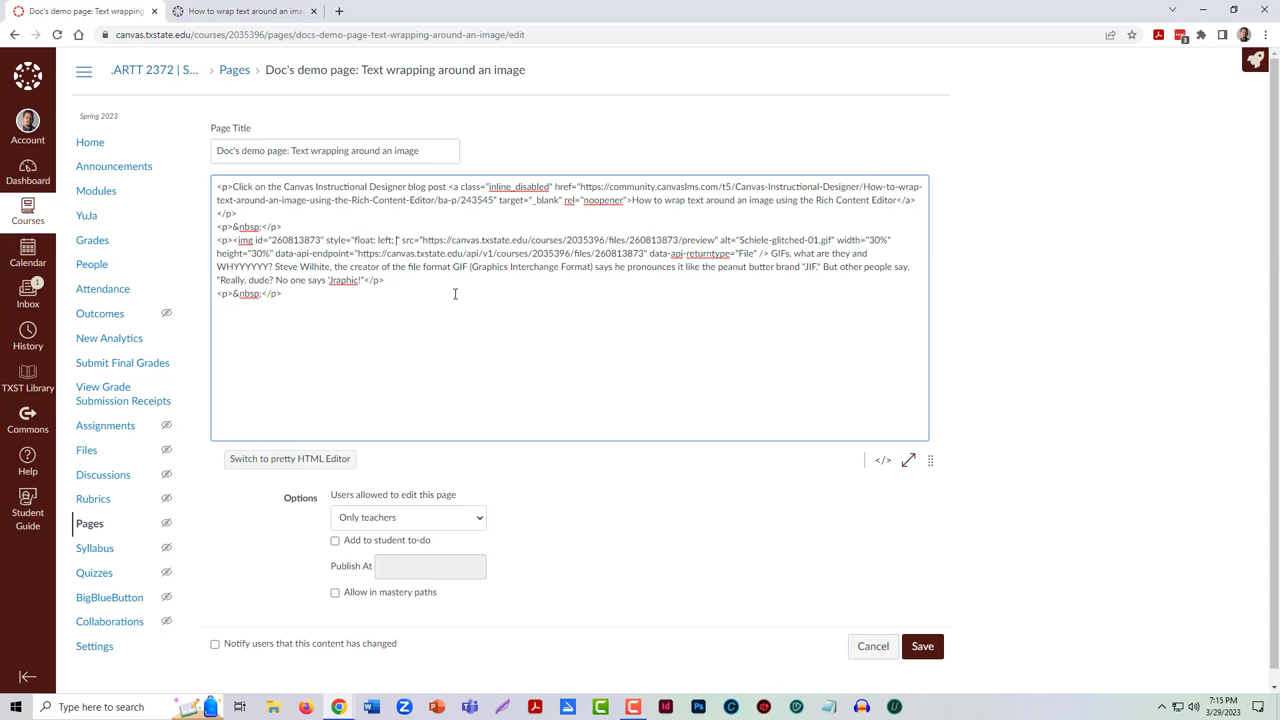 Doc's demo page: Text wrapping
How to wrap text around an image
canvas.txstate.edu/courses/2035396/pages/docs-demo-page-text-wrapping-around-an-image/edit
3
Account
Dashboard
Courses
Calendar
1
Inbox
History
TXST Library
Commons
Help
Student
Guide
.ARTT 2372 | S... > Pages > Doc's demo page: Text wrapping around an image
Spring 2023
Home
Announcements
Modules
YuJa
Grades
People
Attendance
Outcomes
New Analytics
Submit Final Grades
View Grade
Submission Receipts
Assignments
Files
Discussions
Rubrics
Pages
Syllabus
Quizzes
BigBlueButton
Collaborations
Settings
Page Title
Doc's demo page: Text wrapping around an image
<p>Click on the Canvas Instructional Designer blog post <a class="inline_disabled" href="https://community.canvaslms.com/t5/Canvas-Instructional-Designer/How-to-wrap-
text-around-an-image-using-the-Rich-Content-Editor/ba-p/243545" target="_blank" rel="noopener">How to wrap text around an image using the Rich Content Editor</a>
</p>
<p>&nbsp;</p>
<p><img id="260813873" style="float: left; " src="https://canvas.txstate.edu/courses/2035396/files/260813873/preview" alt="Schiele-glitched-01.gif" width="30%"
height="30%" data-api-endpoint="https://canvas.txstate.edu/api/v1/courses/2035396/files/260813873" data-api-returntype="File" /> GIFs, what are they and
WHYYYYYY? Steve Wilhite, the creator of the file format GIF (Graphics Interchange Format) says he pronounces it like the peanut butter brand "JIF." But other people say,
"Really, dude? No one says 'Jraphic!"</p>
<p>&nbsp;</p>
Switch to pretty HTML Editor
</>
Options
Users allowed to edit this page
Only teachers
Add to student to-do
Publish At
Allow in mastery paths
Notify users that this content has changed
Cancel
Save
Type here to search
7:15 PM
3/29/2023